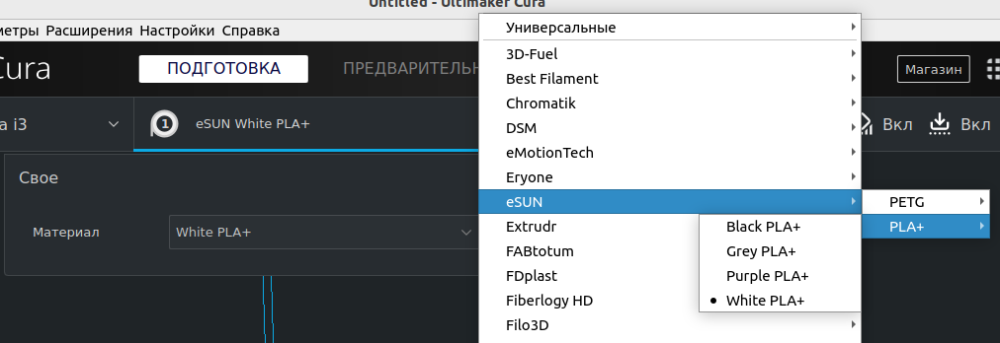 Untitled - Ultimaker Cura
метры Расширения Настройки Справка
Cura
ПОДГОТОВКА
ПРЕДВАРИТЕЛЬН
Магазин
a i3
1
eSUN White PLA+
Вкл
Вкл
Свое
Материал
White PLA+
Универсальные
3D-Fuel
Best Filament
Chromatik
DSM
eMotionTech
Eryone
eSUN
Extrudr
FABtotum
FDplast
Fiberlogy HD
Filo3D
PETG
PLA+
Black PLA+
Grey PLA+
Purple PLA+
White PLA+